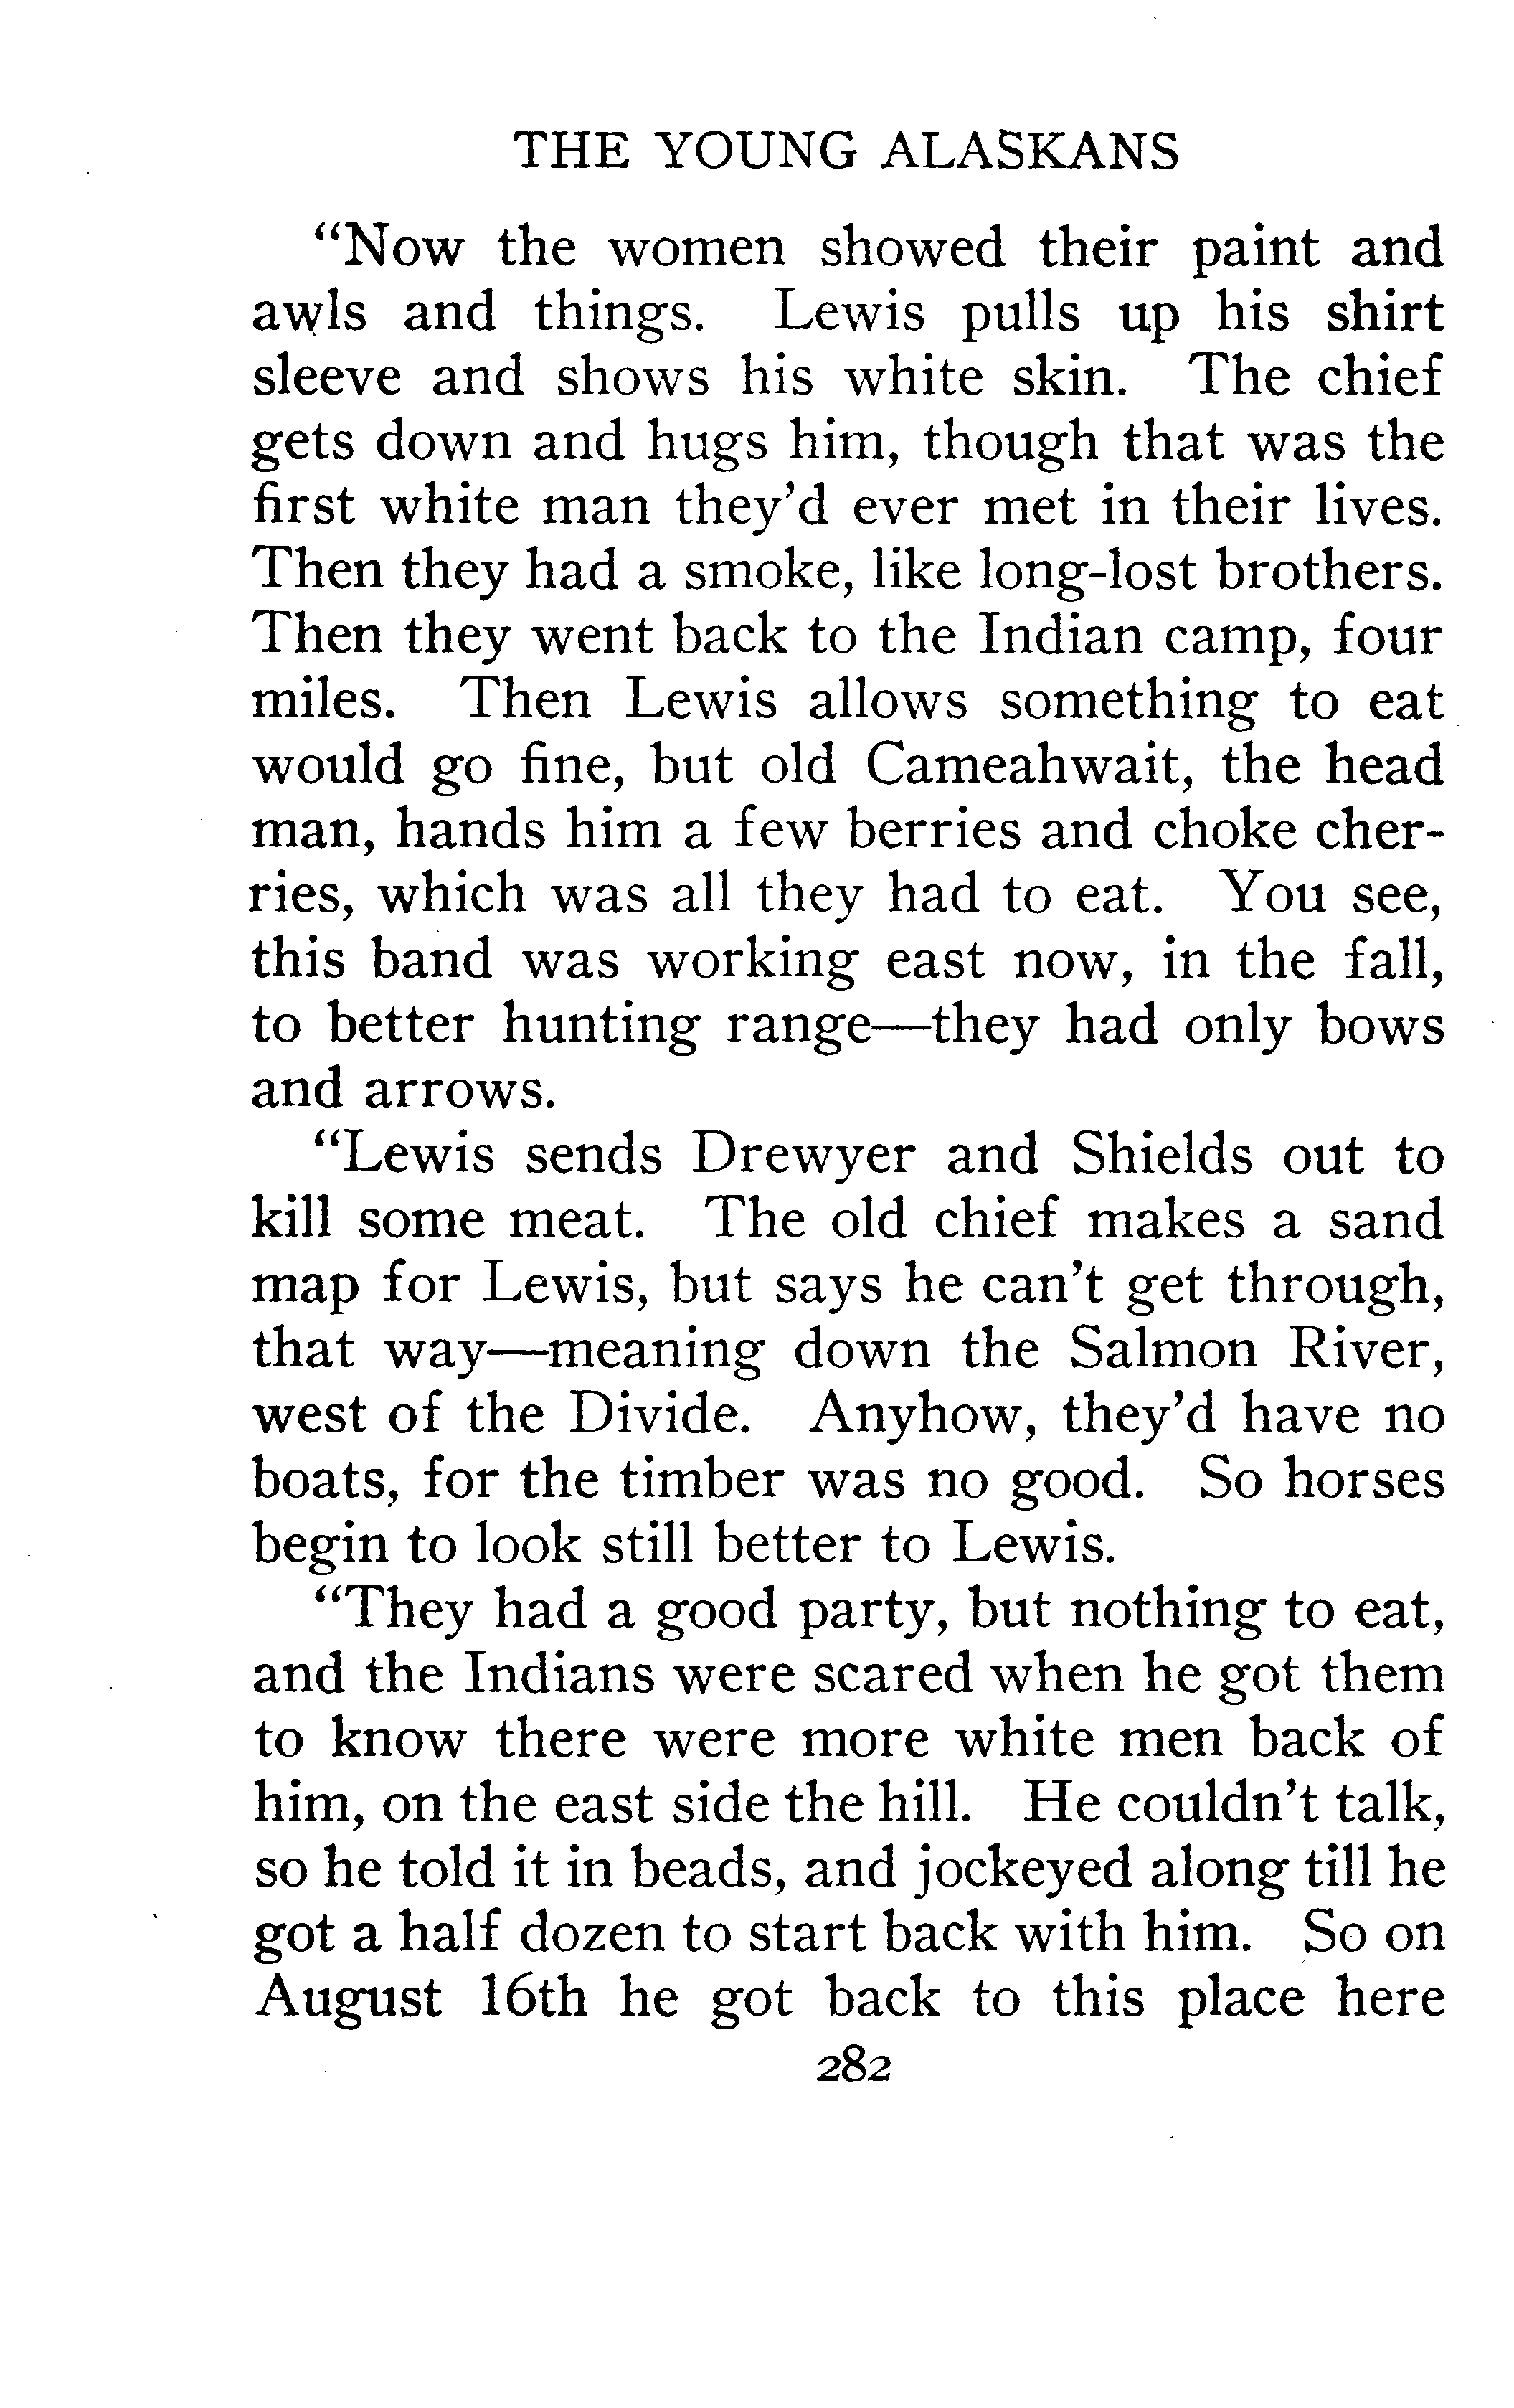 THE YOUNG ALASKANS
“Now the women showed their paint and
awls and things. Lewis pulls up his shirt
sleeve and shows his white skin. The chief
gets down and hugs him, though that was the
first white man they’d ever met in their lives.
Then they had a smoke, like long-lost brothers.
Then they went back to the Indian camp, four
miles. Then Lewis allows something to eat
would go fine, but old Cameahwait, the head
man, hands him a few berries and choke cher-
ries, which was all they had to eat. You see,
this band was working east now, in the fall,
to better hunting range—they had only bows
and arrows.
“Lewis sends Drewyer and Shields out to
kill some meat. The old chief makes a sand
map for Lewis, but says he can’t get through,
that way—meaning down the Salmon River,
west of the Divide. Anyhow, they’d have no
boats, for the timber was no good. So horses
begin to look still better to Lewis.
“They had a good party, but nothing to eat,
and the Indians were scared when he got them
to know there were more white men back of
him, on the east side the hill. He couldn’t talk,
so he told it in beads, and jockeyed along till he
got a half dozen to start back with him. So on
August 16th he got back to this place here
282